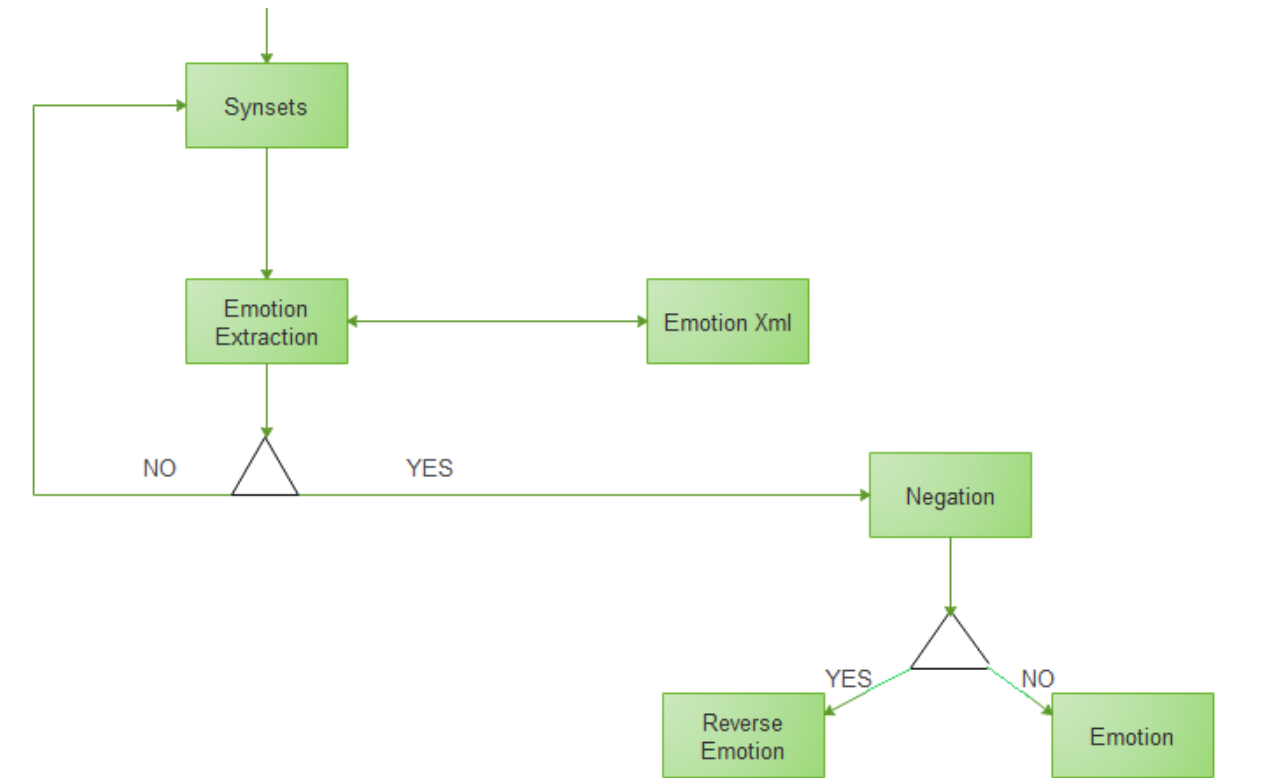 Synsets
Emotion
Extraction
Emotion Xml
NO
YES
Negation
YES
NO
Reverse
Emotion
Emotion